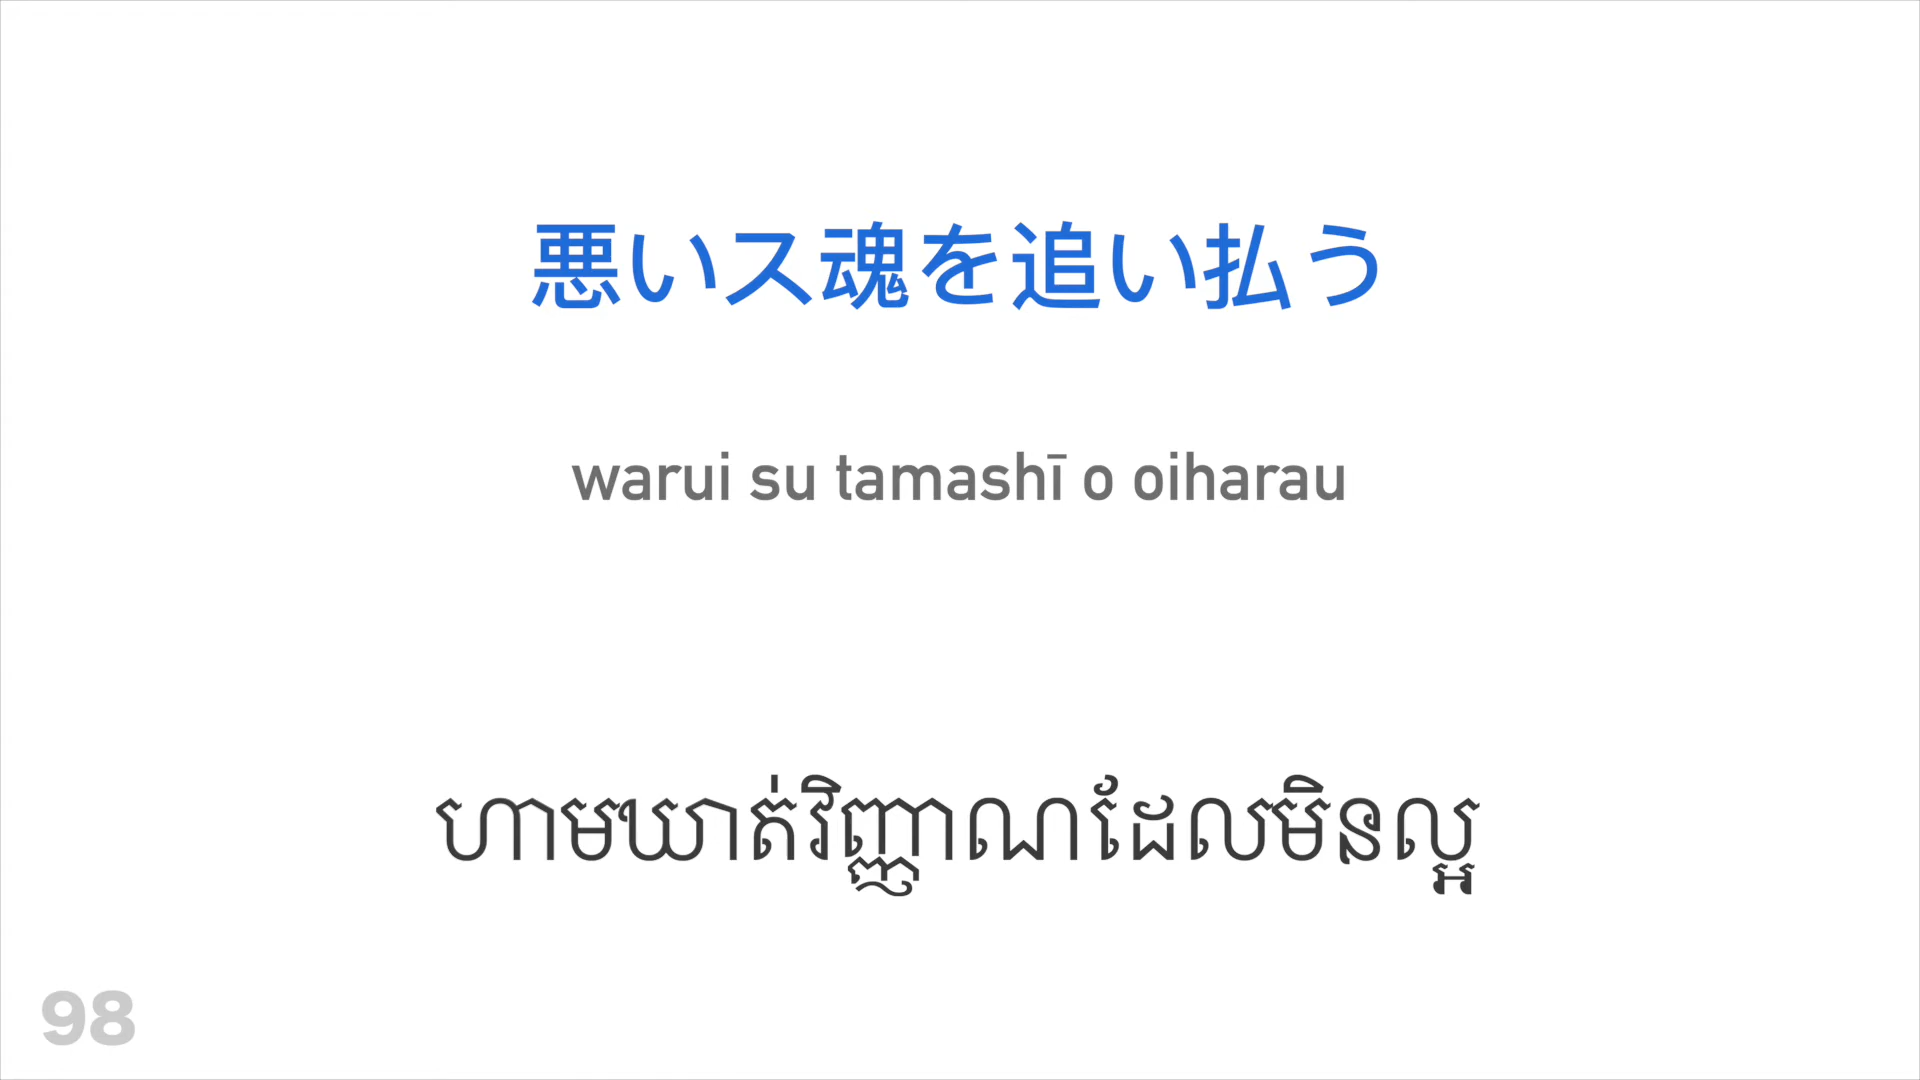 悪いス魂を追い払う
warui su tamashī o oiharau
ហាមឃាត់វិញ្ញាណដែលមិនល្អ
98